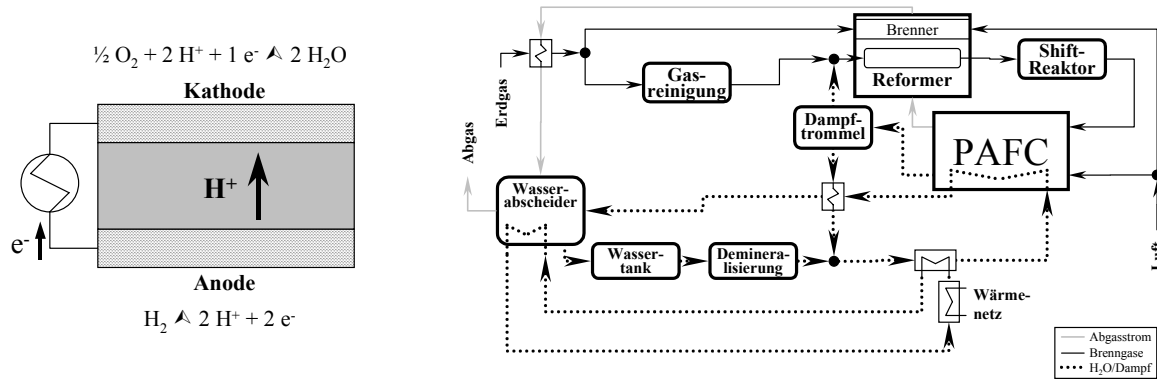 ½ O₂ + 2 H⁺ + 1 e⁻ ⮝ 2 H₂O
Kathode
H⁺
e⁻
Anode
H₂ ⮝ 2 H⁺ + 2 e⁻
Brenner
Reformer
Shift-
Reaktor
Gas-
reinigung
Erdgas
Abgas
Dampf-
trommel
PAFC
Wasser-
abscheider
Wasser-
tank
Deminera-
lisierung
Luft
Wärme-
netz
Abgasstrom
Brenngase
H₂O/Dampf